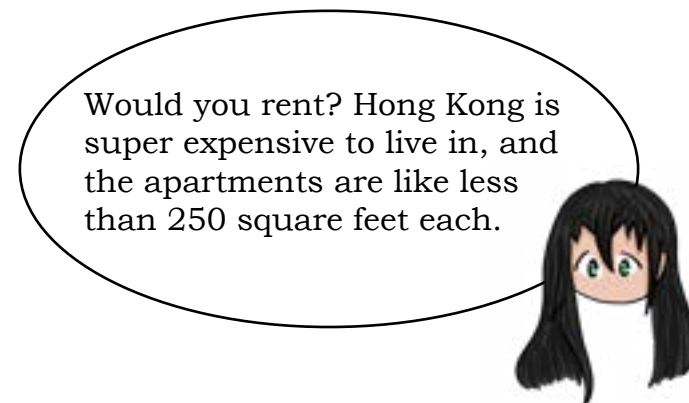 Would you rent? Hong Kong is
super expensive to live in, and
the apartments are like less
than 250 square feet each.